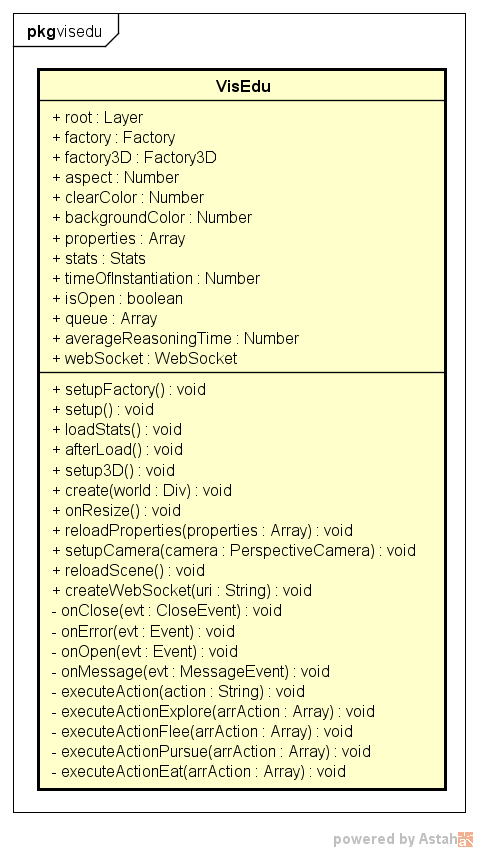 pkg visedu
VisEdu
+ root : Layer
+ factory : Factory
+ factory3D : Factory3D
+ aspect : Number
+ clearColor : Number
+ backgroundColor : Number
+ properties : Array
+ stats : Stats
+ timeOfInstantiation : Number
+ isOpen : boolean
+ queue : Array
+ averageReasoningTime : Number
+ webSocket : WebSocket
+ setupFactory() : void
+ setup() : void
+ loadStats() : void
+ afterLoad() : void
+ setup3D() : void
+ create(world : Div) : void
+ onResize() : void
+ reloadProperties(properties : Array) : void
+ setupCamera(camera : PerspectiveCamera) : void
+ reloadScene() : void
+ createWebSocket(uri : String) : void
- onClose(evt : CloseEvent) : void
- onError(evt : Event) : void
- onOpen(evt : Event) : void
- onMessage(evt : MessageEvent) : void
- executeAction(action : String) : void
- executeActionExplore(arrAction : Array) : void
- executeActionFlee(arrAction : Array) : void
- executeActionPursue(arrAction : Array) : void
- executeActionEat(arrAction : Array) : void
powered by Astah